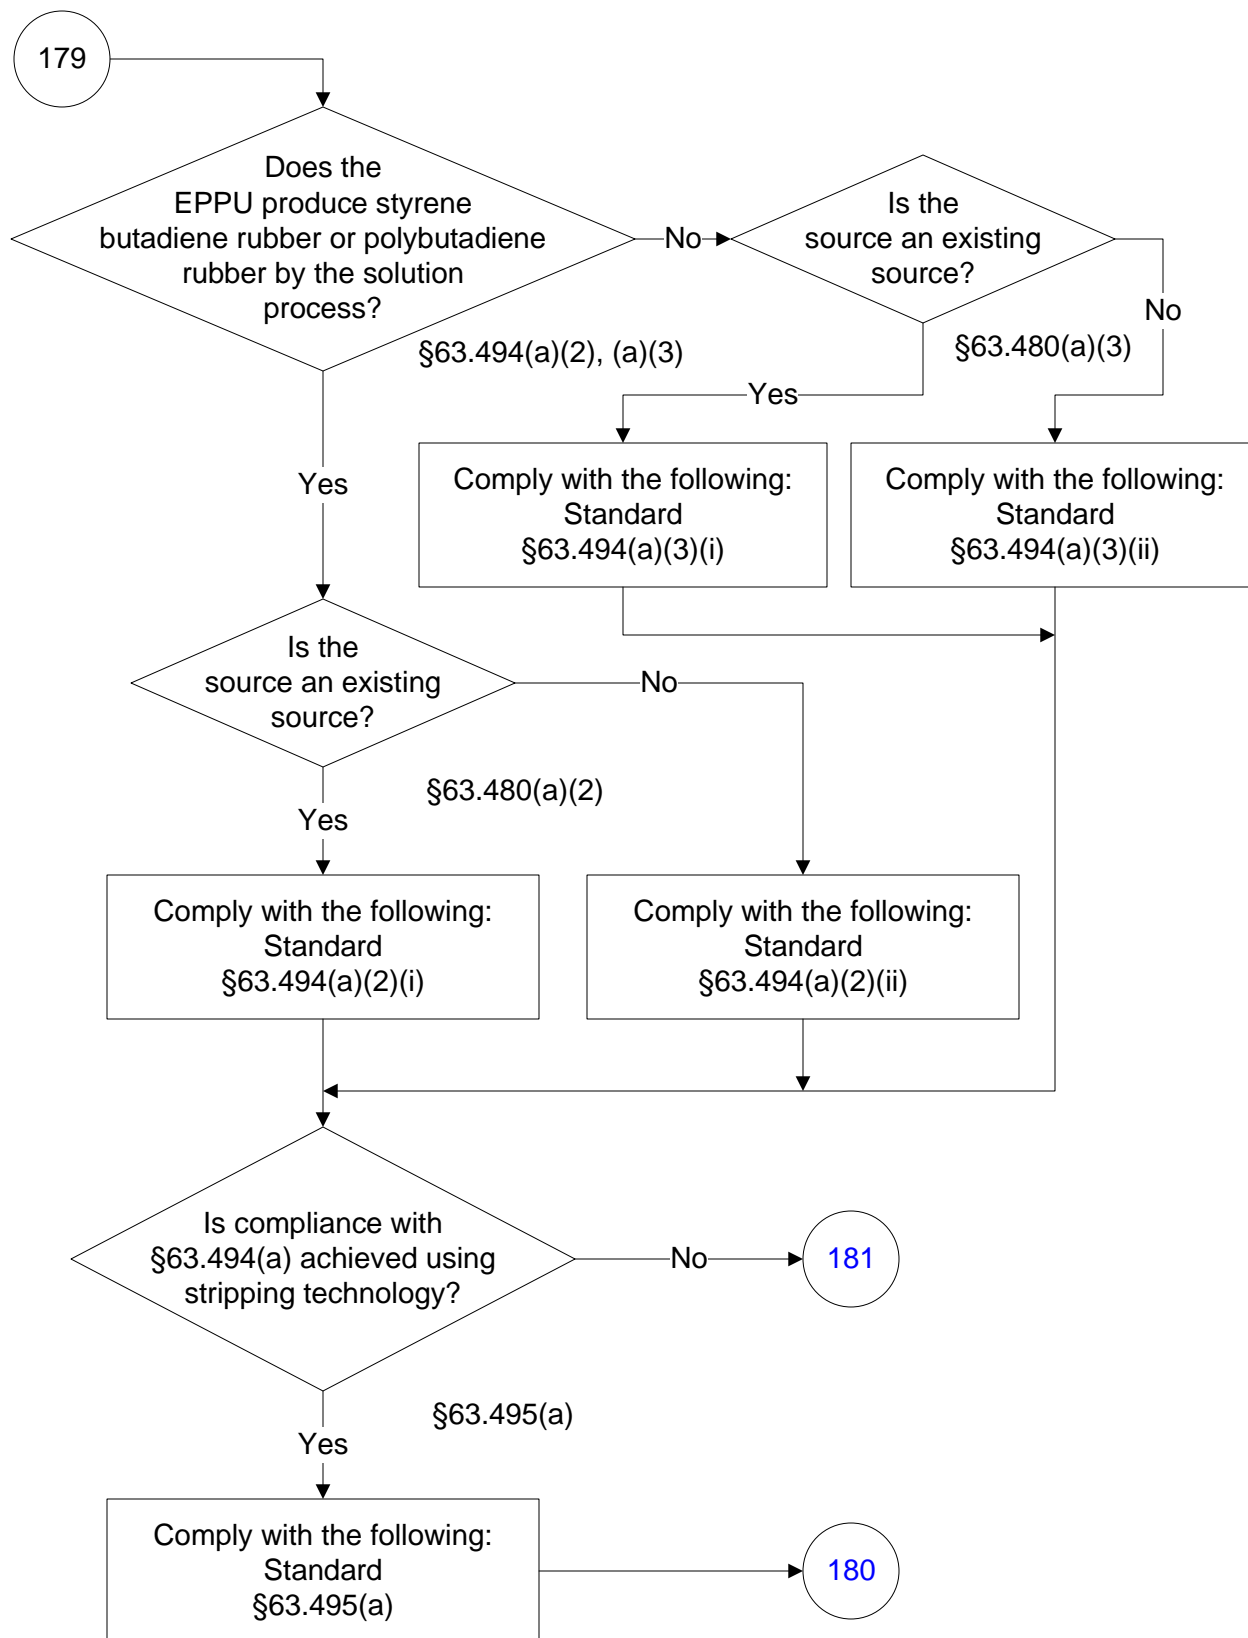 179
Does the
EPPU produce styrene
butadiene rubber or polybutadiene
rubber by the solution
process?
No
Is the
source an existing
source?
No
§63.494(a)(2), (a)(3)
§63.480(a)(3)
Yes
Yes
Comply with the following:
Standard
§63.494(a)(3)(i)
Comply with the following:
Standard
§63.494(a)(3)(ii)
Is the
source an existing
source?
No
§63.480(a)(2)
Yes
Comply with the following:
Standard
§63.494(a)(2)(i)
Comply with the following:
Standard
§63.494(a)(2)(ii)
Is compliance with
§63.494(a) achieved using
stripping technology?
No
181
§63.495(a)
Yes
Comply with the following:
Standard
§63.495(a)
180